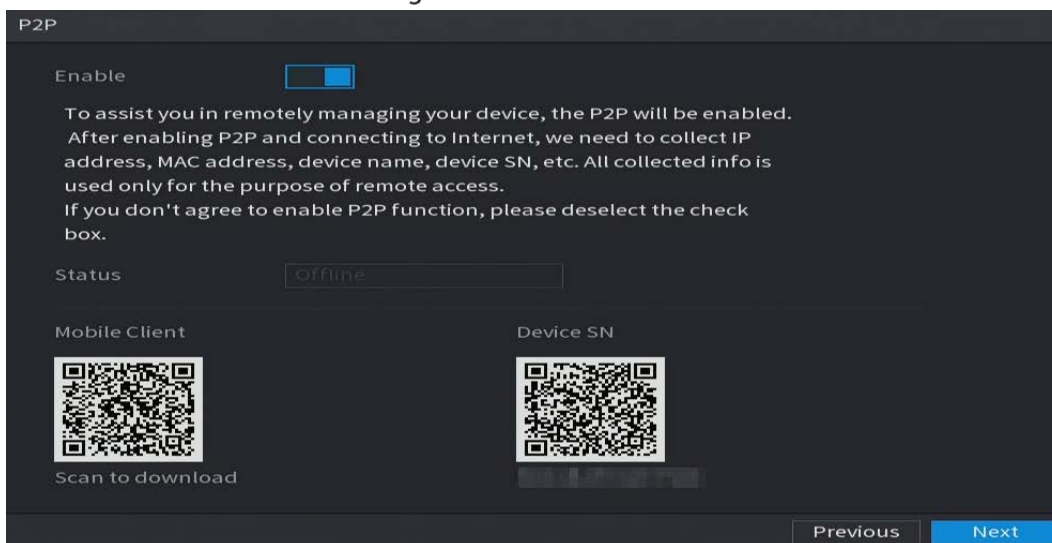 P2P
Enable
To assist you in remotely managing your device, the P2P will be enabled.
After enabling P2P and connecting to Internet, we need to collect IP
address, MAC address, device name, device SN, etc. All collected info is
used only for the purpose of remote access.
If you don't agree to enable P2P function, please deselect the check
box.
Status Offline
Mobile Client Device SN
Scan to download
Previous Next